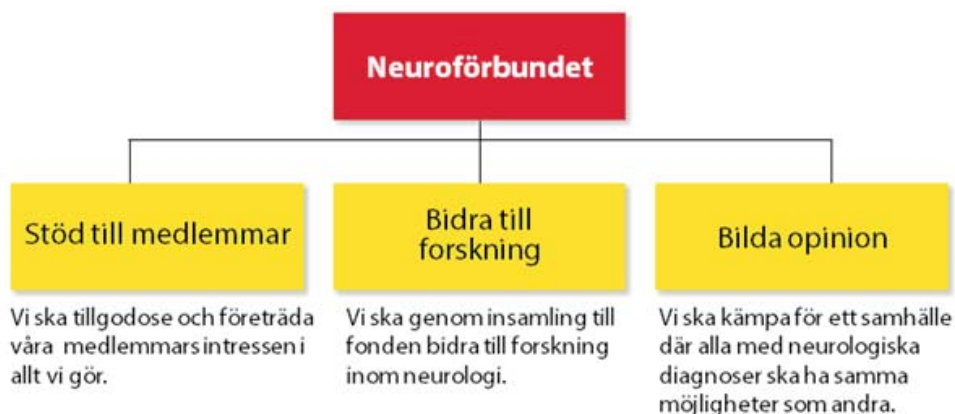 Neuroförbundet
Stöd till medlemmar
Bidra till
forskning
Bilda opinion
Vi ska tillgodose och företräda
våra medlemmars intressen i
allt vi gör.
Vi ska genom insamling till
fonden bidra till forskning
inom neurologi.
Vi ska kämpa för ett samhälle
där alla med neurologiska
diagnoser ska ha samma
möjligheter som andra.